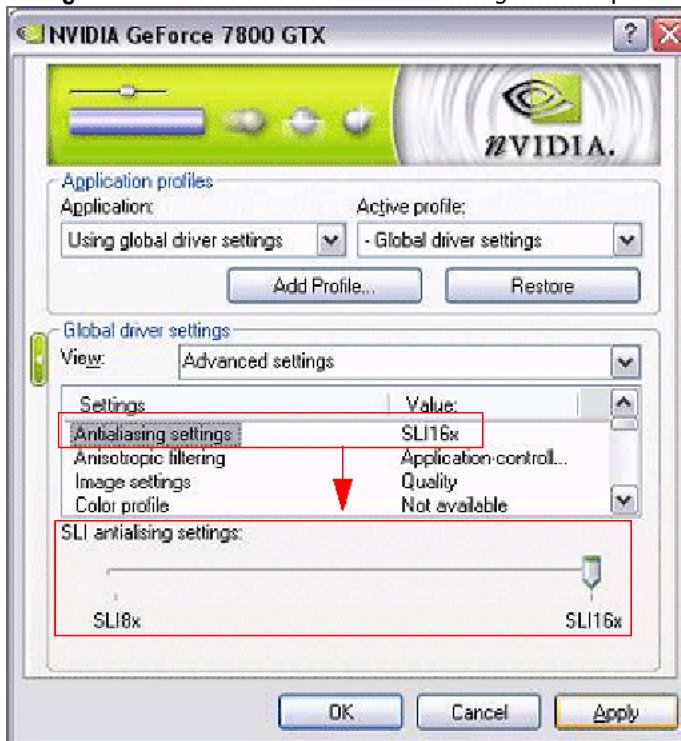 NVIDIA GeForce 7800 GTX
nVIDIA.
Application profiles
Application:
Active profile:
Using global driver settings
- Global driver settings
Add Profile...
Restore
Global driver settings
View:
Advanced settings
Settings
Value:
Antialiasing settings
SLI16x
Anisotropic filtering
Application-controll...
Image settings
Quality
Color profile
Not available
SLI antialising settings:
SLI8x
SLI16x
OK
Cancel
Apply